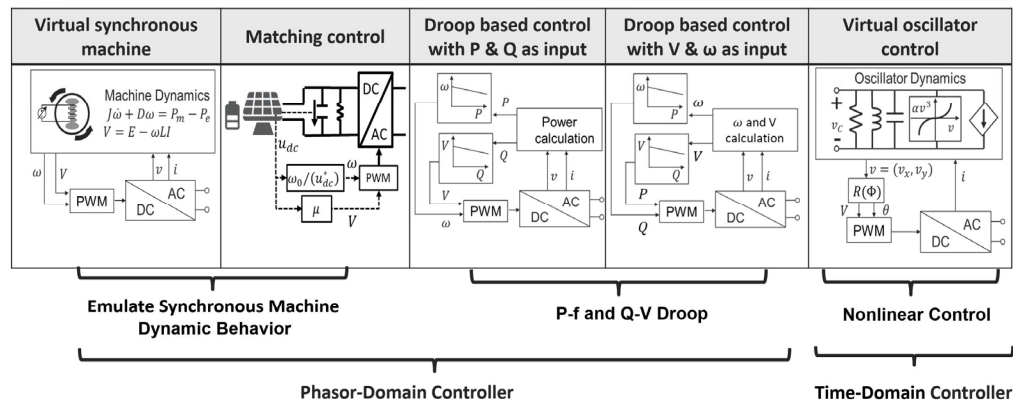 Virtual synchronous
machine
Matching control
Droop based control
with P & Q as input
Droop based control
with V & ω as input
Virtual oscillator
control
Machine Dynamics
Jω̇ + Dω = Pm − Pe
V = E − ωLI
ω
V
v
i
PWM
AC
DC
DC
AC
u_dc
ω0/(u*_dc)
ω
PWM
μ
V
ω
P
P
Power
calculation
V
Q
Q
V
ω
v
i
PWM
AC
DC
ω
P
ω
ω and V
calculation
V
Q
V
P
Q
v
i
PWM
AC
DC
Oscillator Dynamics
+
v_C
-
αv³
v
v = (vx, vy)
i
R(Φ)
V
θ
PWM
AC
DC
Emulate Synchronous Machine
Dynamic Behavior
P-f and Q-V Droop
Nonlinear Control
Phasor-Domain Controller
Time-Domain Controller